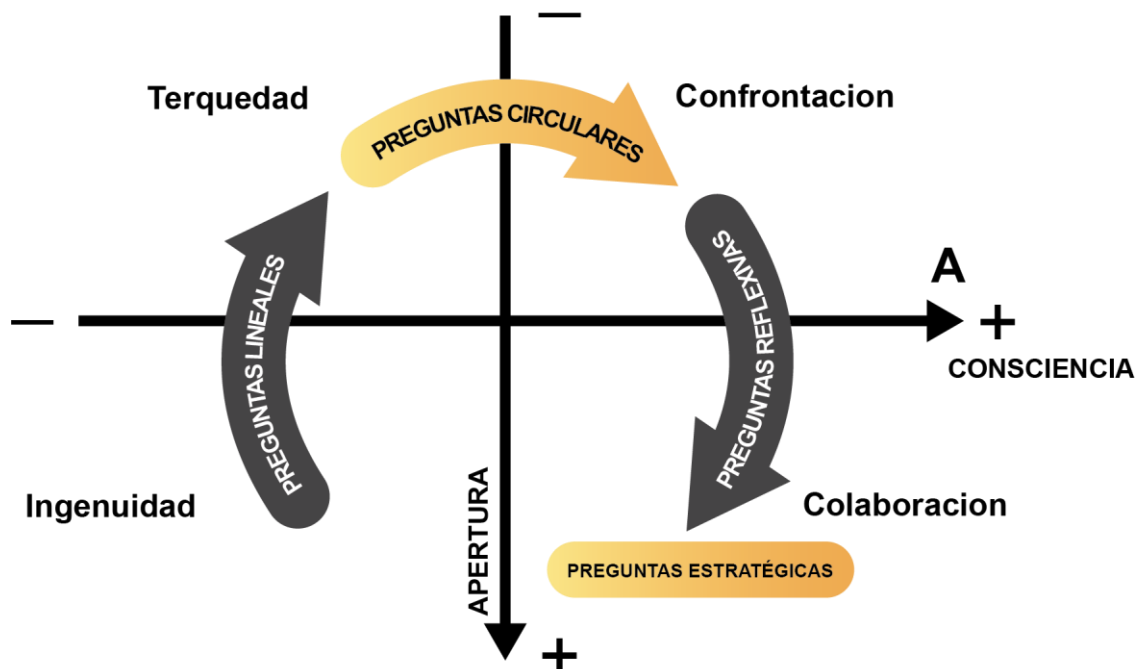 —
Terquedad
Confrontacion
PREGUNTAS CIRCULARES
PREGUNTAS LINEALES
PREGUNTAS REFLEXIVAS
A
— +
CONSCIENCIA
Ingenuidad
APERTURA
Colaboracion
PREGUNTAS ESTRATÉGICAS
+